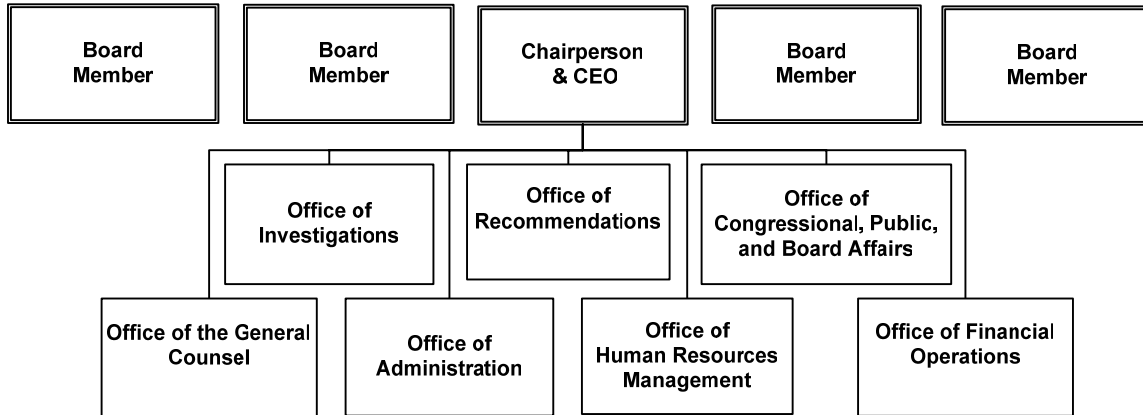 Board
Member
Board
Member
Chairperson
& CEO
Board
Member
Board
Member
Office of
Investigations
Office of
Recommendations
Office of
Congressional, Public,
and Board Affairs
Office of the General
Counsel
Office of
Administration
Office of
Human Resources
Management
Office of Financial
Operations